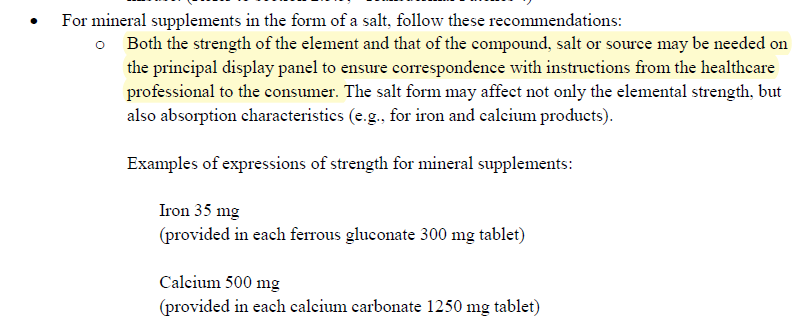 • For mineral supplements in the form of a salt, follow these recommendations:
o Both the strength of the element and that of the compound, salt or source may be needed on
the principal display panel to ensure correspondence with instructions from the healthcare
professional to the consumer. The salt form may affect not only the elemental strength, but
also absorption characteristics (e.g., for iron and calcium products).
Examples of expressions of strength for mineral supplements:
Iron 35 mg
(provided in each ferrous gluconate 300 mg tablet)
Calcium 500 mg
(provided in each calcium carbonate 1250 mg tablet)